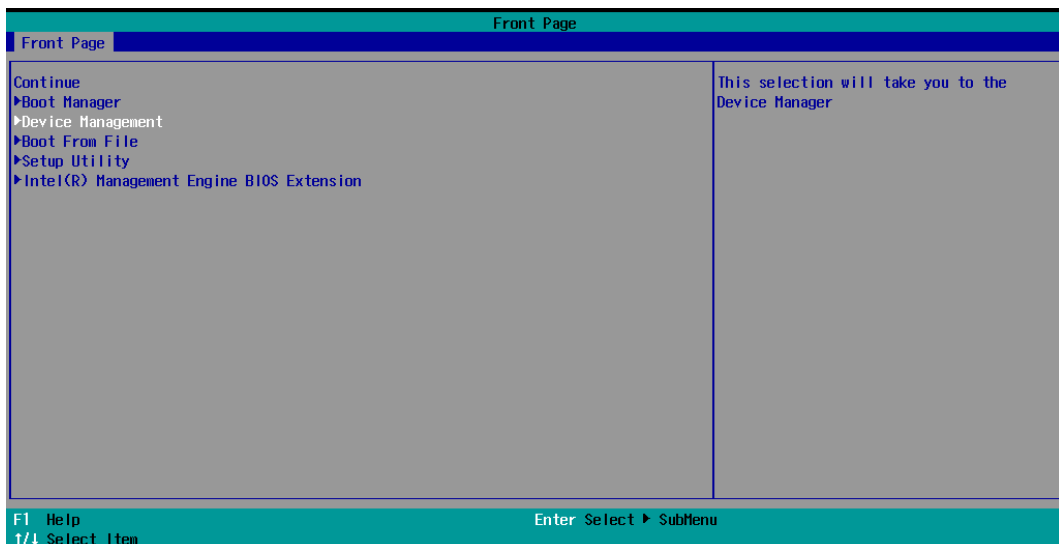 Front Page
Front Page
Continue
▶Boot Manager
▶Device Management
▶Boot From File
▶Setup Utility
▶Intel(R) Management Engine BIOS Extension
This selection will take you to the
Device Manager
F1 Help
Enter Select ▶ SubMenu
↑/↓ Select Item